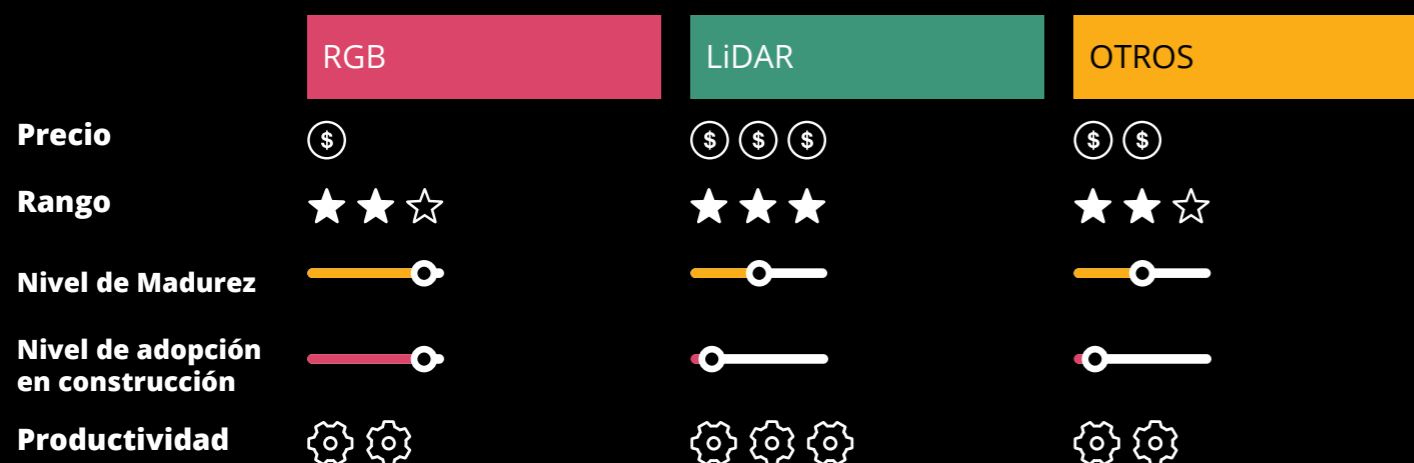 RGB LiDAR OTROS
Precio $ $ $ $ $ $
Rango
Nivel de Madurez
Nivel de adopción
en construcción
Productividad